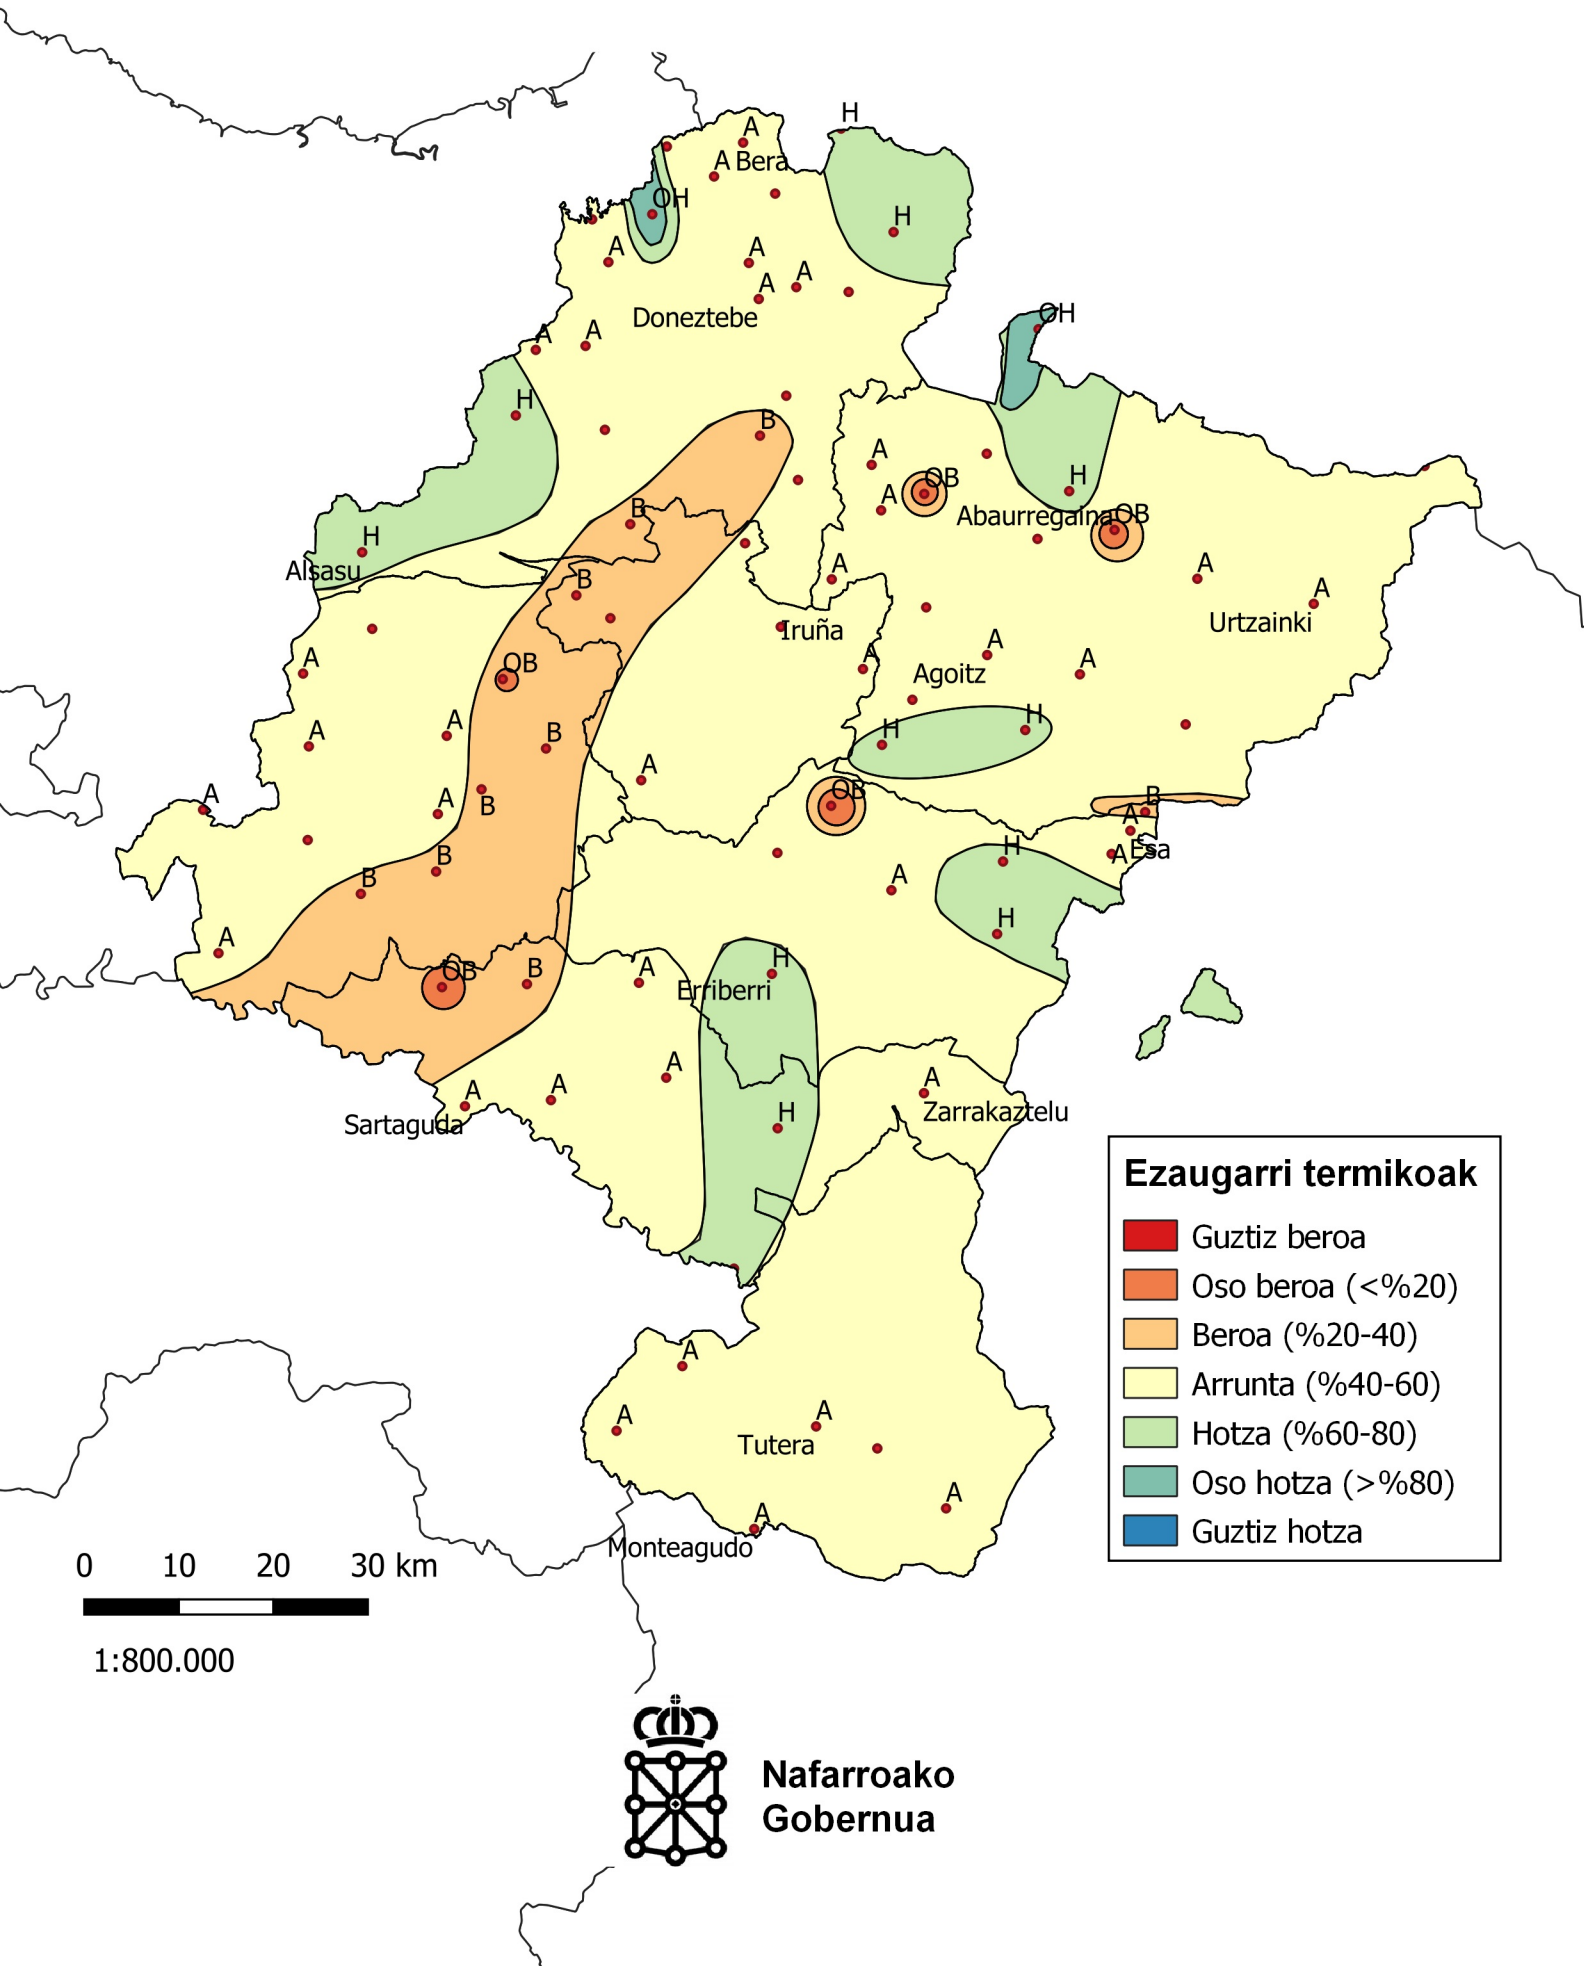 H
A
A Bera
OH
H
A
A
A
A
Doneztebe
OH
A
A
H
B
A
H
OB
A
B
Abaurregaina
OB
H
Alsasu
A
B
A
A
Urtzainki
Iruña
A
A
A
OB
Agoitz
A
A
H
H
A
B
A
OB
A
A
B
B
A
Esa
A
H
B
B
A
H
A
H
OB
B
A
Erriberri
A
A
A
A
Zarrakaztelu
Sartaguda
H
Ezaugarri termikoak
Guztiz beroa
Oso beroa (<%20)
Beroa (%20-40)
Arrunta (%40-60)
Hotza (%60-80)
Oso hotza (>%80)
Guztiz hotza
A
A
A
Tutera
A
A
Monteagudo
0 10 20 30 km
1:800.000
Nafarroako
Gobernua